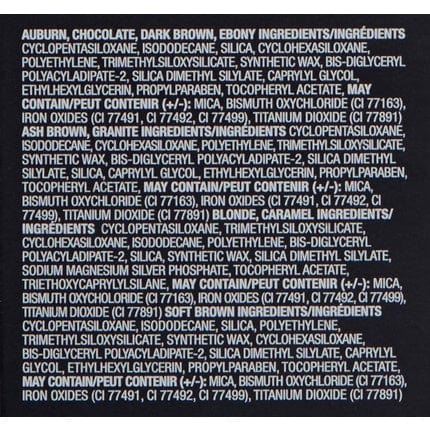 AUBURN, CHOCOLATE, DARK BROWN, EBONY INGREDIENTS/INGRÉDIENTS
CYCLOPENTASILOXANE, ISODODECANE, SILICA, CYCLOHEXASILOXANE,
POLYETHYLENE, TRIMETHYLSILOXYSILICATE, SYNTHETIC WAX, BIS-DIGLYCERYL
POLYACYLADIPATE-2, SILICA DIMETHYL SILYLATE, CAPRYLYL GLYCOL,
ETHYLHEXYLGLYCERIN, PROPYLPARABEN, TOCOPHERYL ACETATE, MAY
CONTAIN/PEUT CONTENIR (+/-): MICA, BISMUTH OXYCHLORIDE (CI 77163),
IRON OXIDES (CI 77491, CI 77492, CI 77499), TITANIUM DIOXIDE (CI 77891)
ASH BROWN, GRANITE INGREDIENTS/INGRÉDIENTS CYCLOPENTASILOXANE,
ISODODECANE, CYCLOHEXASILOXANE, POLYETHYLENE, TRIMETHYLSILOXYSILICATE,
SYNTHETIC WAX, BIS-DIGLYCERYL POLYACYLADIPATE-2, SILICA DIMETHYL
SILYLATE, SILICA, CAPRYLYL GLYCOL, ETHYLHEXYLGLYCERIN, PROPYLPARABEN,
TOCOPHERYL ACETATE, MAY CONTAIN/PEUT CONTENIR (+/-): MICA,
BISMUTH OXYCHLORIDE (CI 77163), IRON OXIDES (CI 77491, CI 77492, CI
77499), TITANIUM DIOXIDE (CI 77891) BLONDE, CARAMEL INGREDIENTS/
INGRÉDIENTS CYCLOPENTASILOXANE, TRIMETHYLSILOXYSILICATE,
CYCLOHEXASILOXANE, ISODODECANE, POLYETHYLENE, BIS-DIGLYCERYL
POLYACYLADIPATE-2, SILICA, SYNTHETIC WAX, SILICA DIMETHYL SILYLATE,
SODIUM MAGNESIUM SILVER PHOSPHATE, TOCOPHERYL ACETATE,
TRIETHOXYCAPRYLYLSILANE, MAY CONTAIN/PEUT CONTENIR (+/-): MICA,
BISMUTH OXYCHOLORIDE (CI 77163), IRON OXIDES (CI 77491, CI 77492, CI 77499),
TITANIUM DIOXIDE (CI 77891) SOFT BROWN INGREDIENTS/INGRÉDIENTS
CYCLOPENTASILOXANE, ISODODECANE, SILICA, POLYETHYLENE,
TRIMETHYLSILOXYSILICATE, SYNTHETIC WAX, CYCLOHEXASILOXANE,
BIS-DIGLYCERYL POLYACYLADIPATE-2, SILICA DIMETHYL SILYLATE, CAPRYLYL
GLYCOL, ETHYLHEXYLGLYCERIN, PROPYLPARABEN, TOCOPHERYL ACETATE,
MAY CONTAIN/PEUT CONTENIR (+/-): MICA, BISMUTH OXYCHLORIDE (CI 77163),
IRON OXIDES (CI 77491, CI 77492, CI 77499), TITANIUM DIOXIDE (CI 77891)